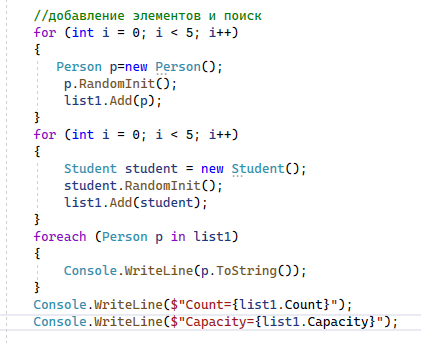 //добавление элементов и поиск
for (int i = 0; i < 5; i++)
{
Person p=new Person();
p.RandomInit();
list1.Add(p);
}
for (int i = 0; i < 5; i++)
{
Student student = new Student();
student.RandomInit();
list1.Add(student);
}
foreach (Person p in list1)
{
Console.WriteLine(p.ToString());
}
Console.WriteLine($"Count={list1.Count}");
Console.WriteLine($"Capacity={list1.Capacity}");